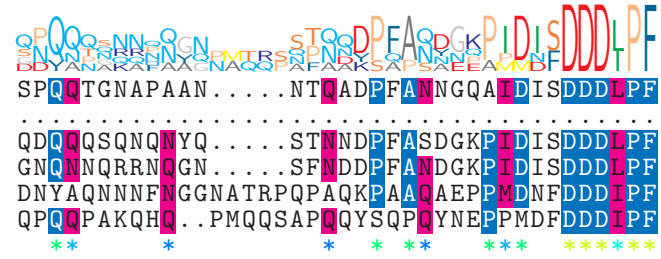 SPQQTGNAPAAN.....NTQADPFANNGQAIDISDDDLPF
........................................
QDQQQSQNQNYQ.....STNNDPFASDGKPIDISDDDLPF
GNQNNQRRNQGN.....SFNDDPFANDGKPIDISDDDLPF
DNYAQNNNFNGGNATRPQPAQKPAAQAEPPMDNFDDDIPF
QPQQPAKQHQ..PMQQSAPQQYSQPQYNEPPMDFDDDIPF
** * * * *** *** ******